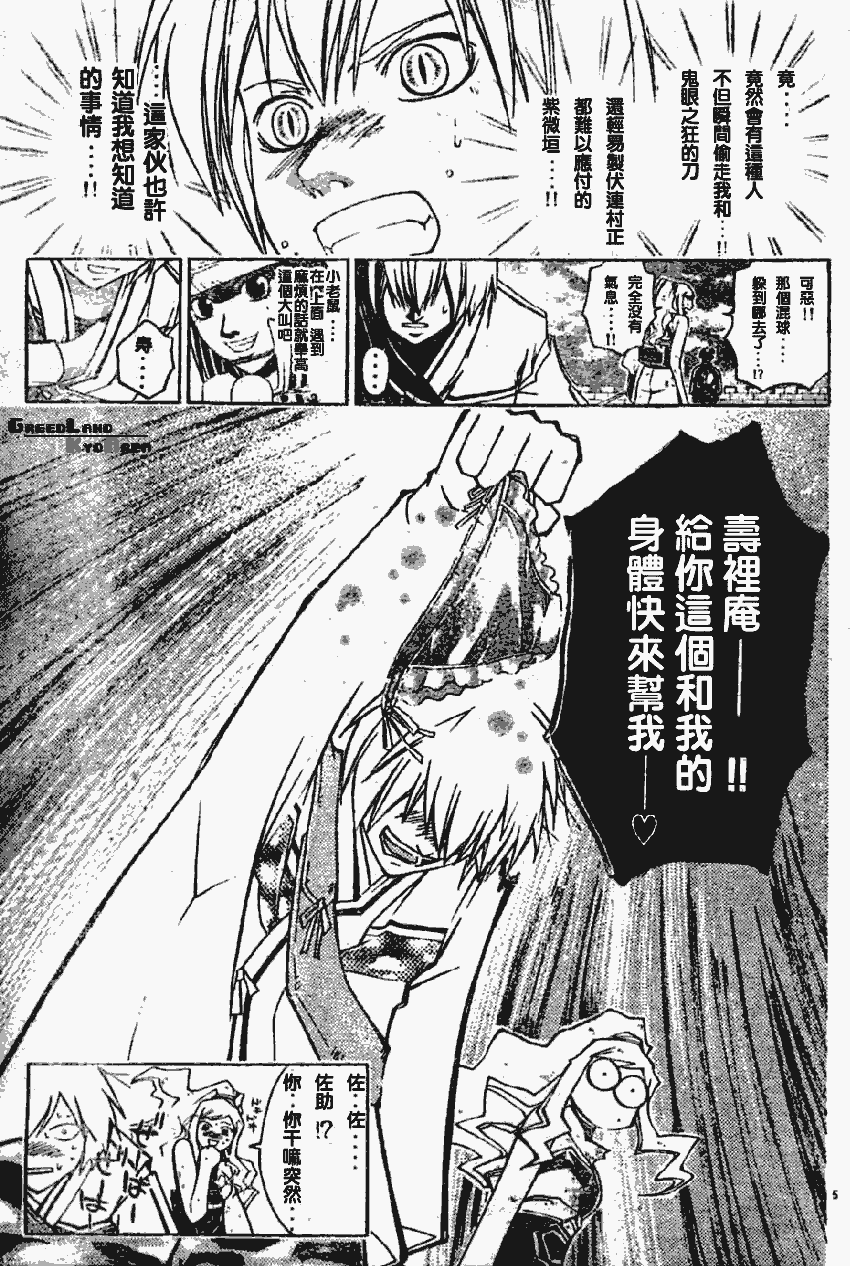 竟‥‥
竟然會有這種人
不但瞬間偷走我和‥‥!!
鬼眼之狂的刀
還輕易製伏連村正
都難以應付的
紫微垣‥‥!!
‥‥這家伙也許
知道我想知道
的事情‥‥!!
可惡!!
那個混球‥‥
躲到哪去了‥‥!?
完全沒有
氣息‥‥!!
‥‥
小老鼠‥‥
在上面 遇到
麻煩的話就舉高
這個大叫吧
壽‥‥
GREEDLAND
壽裡庵——!!
給你這個和我的
身體快來幫我——♡
佐‥佐‥‥
佐助!?
你‥你干嘛突然‥‥
5